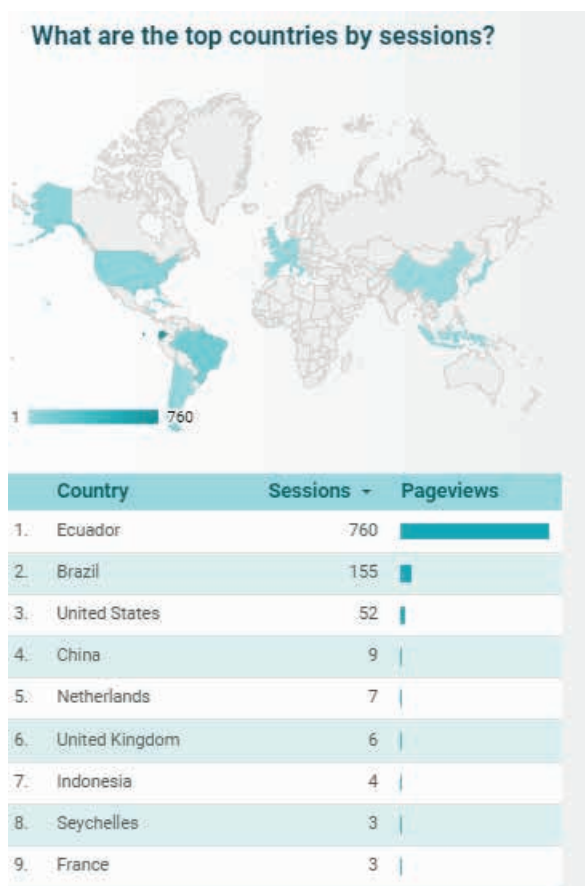 What are the top countries by sessions?
1 760
Country Sessions Pageviews
1. Ecuador 760
2. Brazil 155
3. United States 52
4. China 9
5. Netherlands 7
6. United Kingdom 6
7. Indonesia 4
8. Seychelles 3
9. France 3